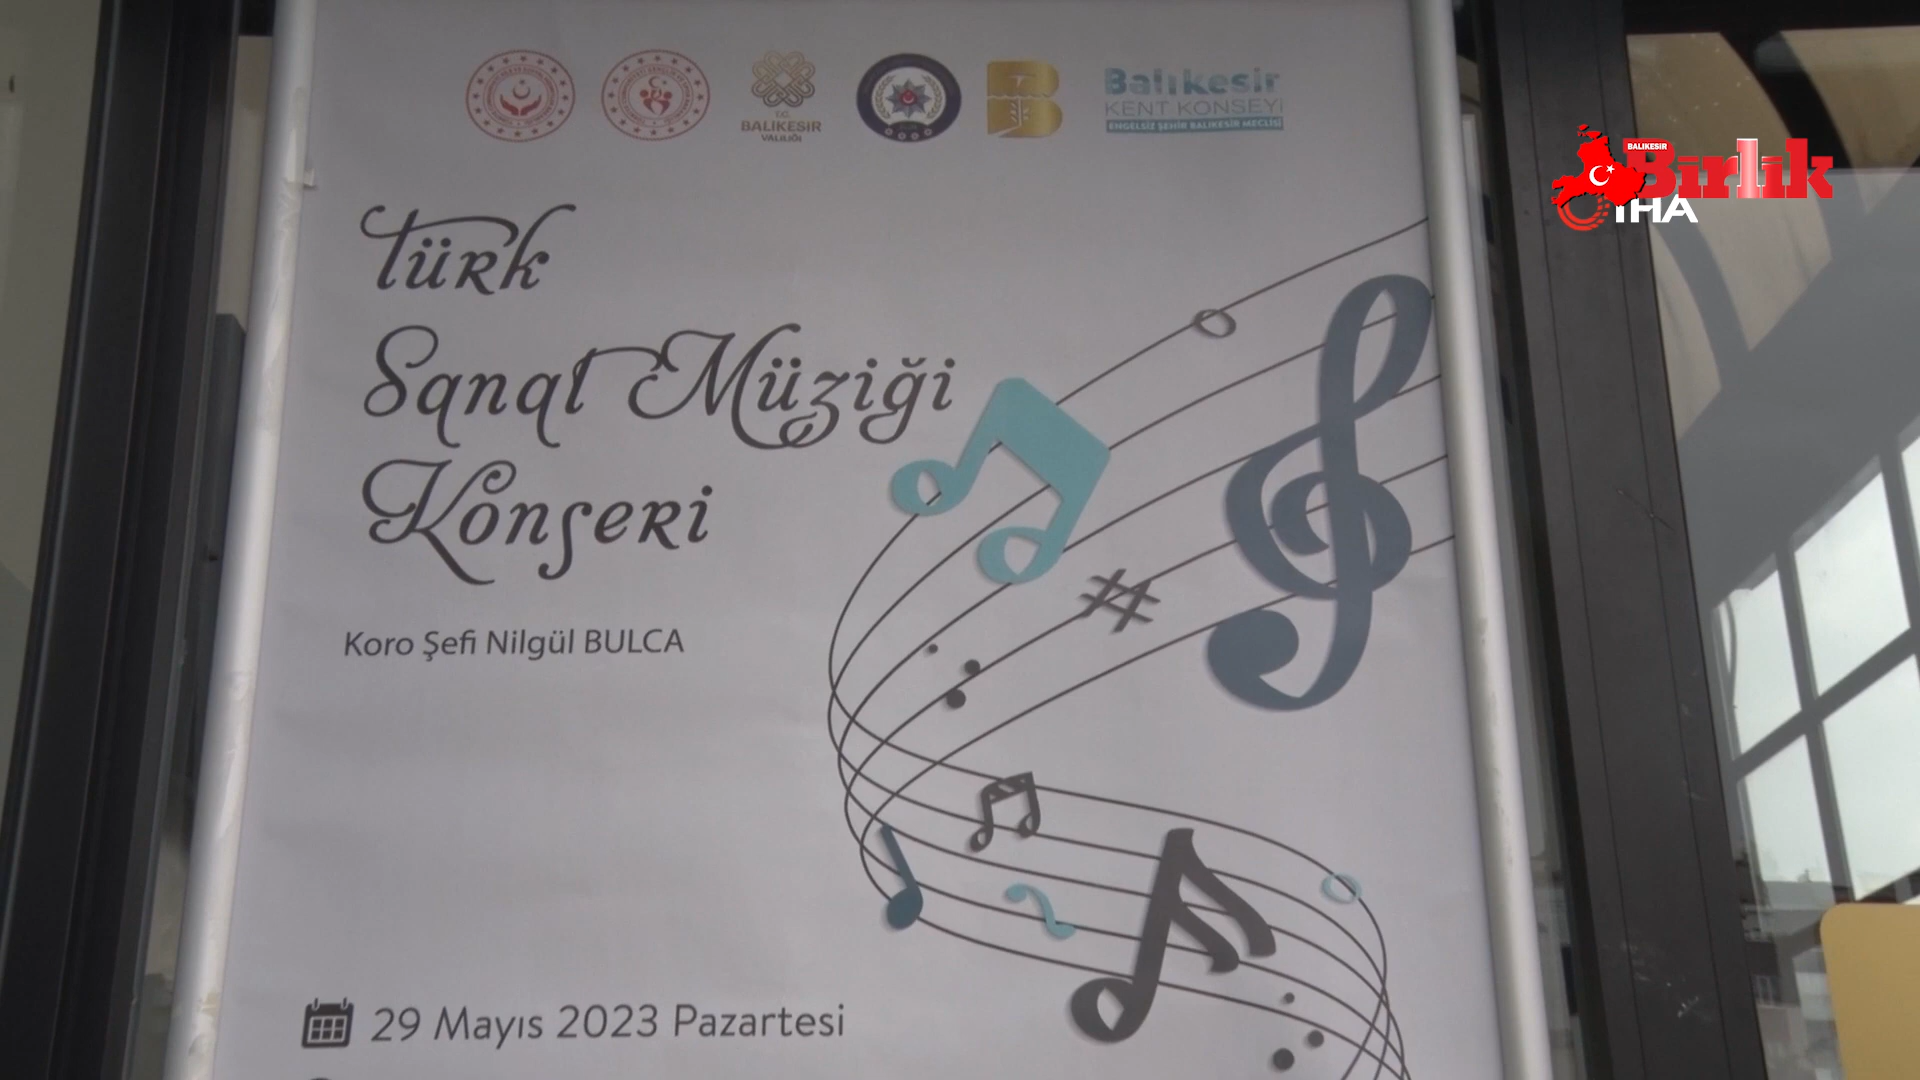 T.C.
BALIKESİR
VALİLİĞİ
B
Balıkesir
KENT KONSEYİ
ENGELSİZ ŞEHİR BALIKESİR MECLİSİ
BALIKESİR
Birlik
İHA
Türk
Sanat Müziği
Konseri
Koro Şefi Nilgül BULCA
29 Mayıs 2023 Pazartesi